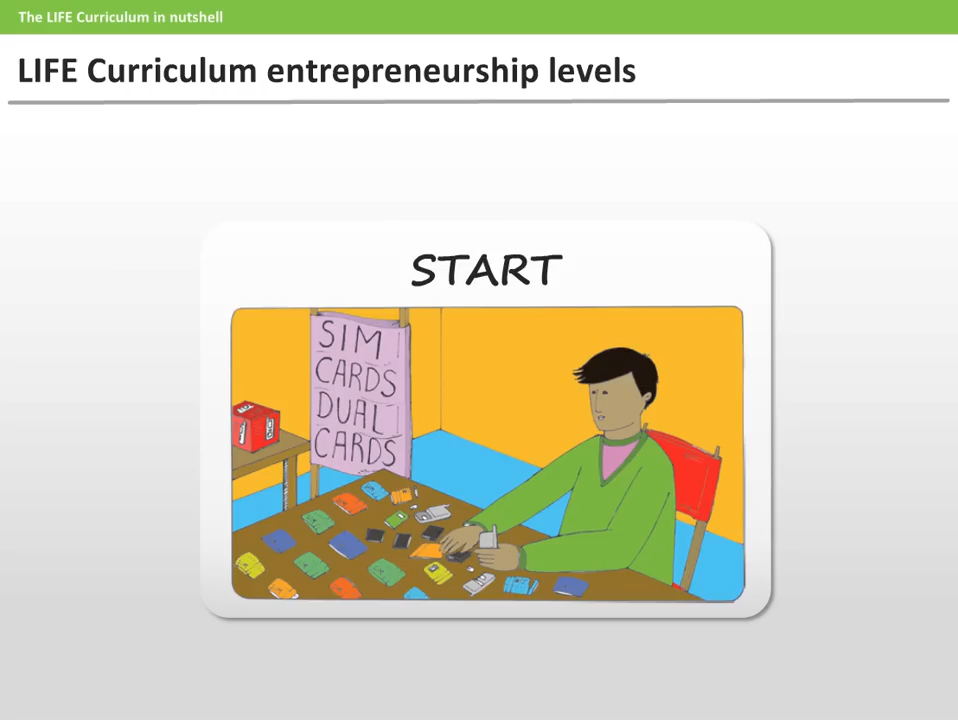 The LIFE Curriculum in nutshell
LIFE Curriculum entrepreneurship levels
START
SIM
CARDS
DUAL
CARDS